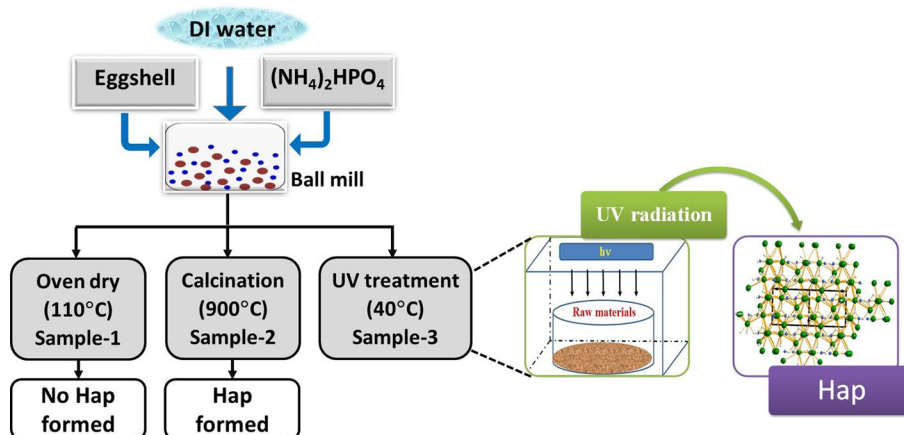 DI water
Eggshell
(NH4)2HPO4
Ball mill
UV radiation
hν
Raw materials
Oven dry
(110°C)
Sample-1
Calcination
(900°C)
Sample-2
UV treatment
(40°C)
Sample-3
No Hap
formed
Hap
formed
Hap